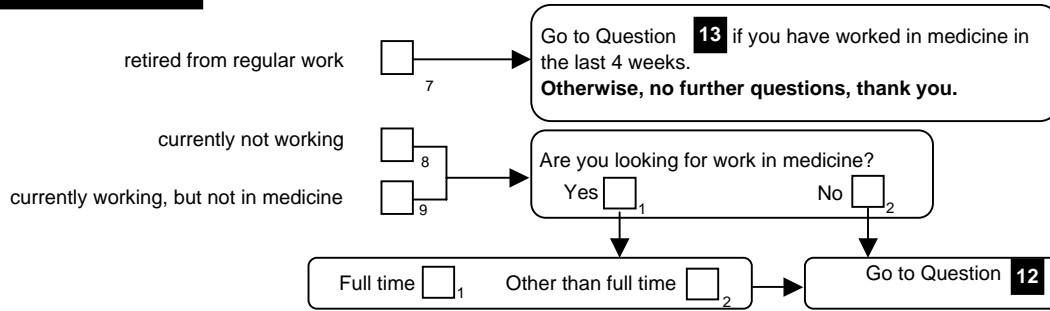 retired from regular work
7
Go to Question 13 if you have worked in medicine in
the last 4 weeks.
Otherwise, no further questions, thank you.
currently not working
8
currently working, but not in medicine
9
Are you looking for work in medicine?
Yes 1 No 2
Full time 1 Other than full time 2
Go to Question 12